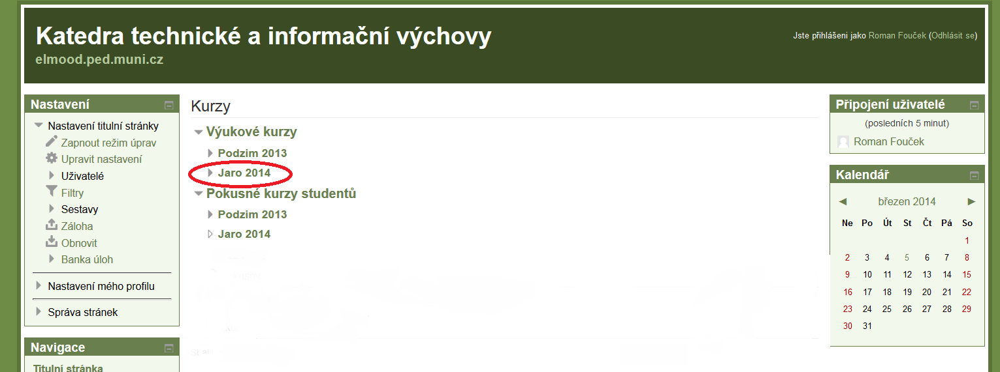 Katedra technické a informační výchovy
elmood.ped.muni.cz
Jste přihlášeni jako Roman Fouček (Odhlásit se)
Nastavení
Nastavení titulní stránky
Zapnout režim úprav
Upravit nastavení
Uživatelé
Filtry
Sestavy
Záloha
Obnovit
Banka úloh
Nastavení mého profilu
Správa stránek
Navigace
Titulní stránka
Kurzy
Výukové kurzy
Podzim 2013
Jaro 2014
Pokusné kurzy studentů
Podzim 2013
Jaro 2014
Připojení uživatelé
(posledních 5 minut)
Roman Fouček
Kalendář
březen 2014
Ne Po Út St Čt Pá So
1
2 3 4 5 6 7 8
9 10 11 12 13 14 15
16 17 18 19 20 21 22
23 24 25 26 27 28 29
30 31